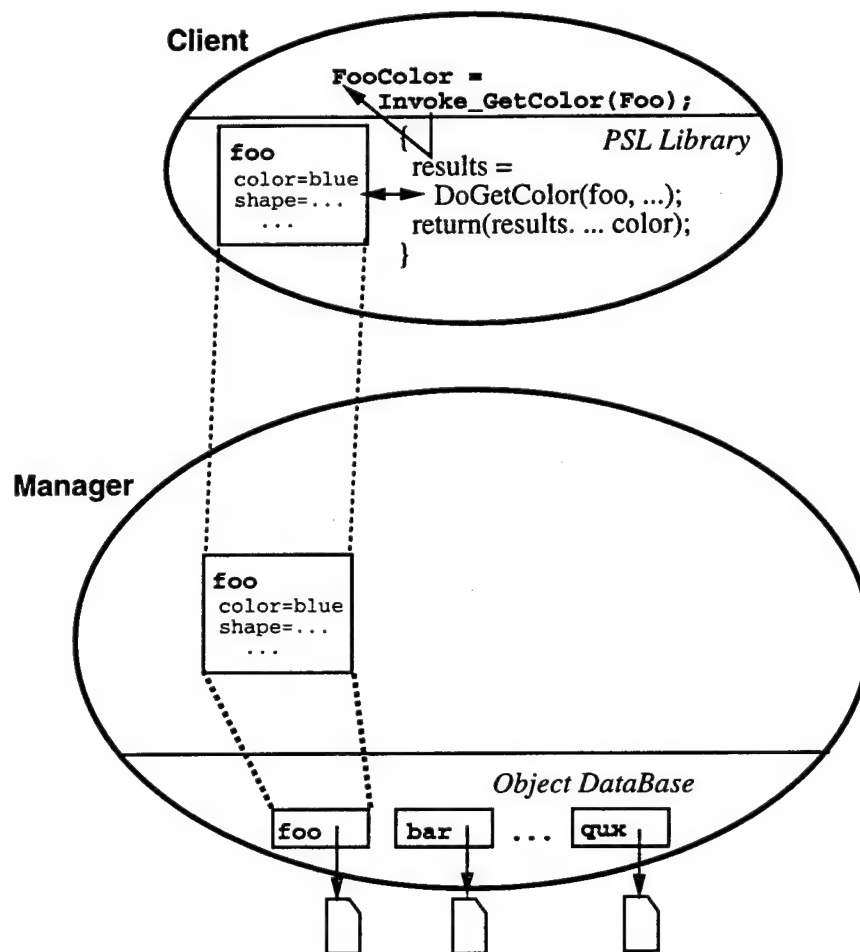 Client
FooColor =
Invoke_GetColor(Foo);
PSL Library
foo
color=blue
shape=...
...
{
results =
DoGetColor(foo, ...);
return(results. ... color);
}
Manager
foo
color=blue
shape=...
...
Object DataBase
foo
bar
...
qux